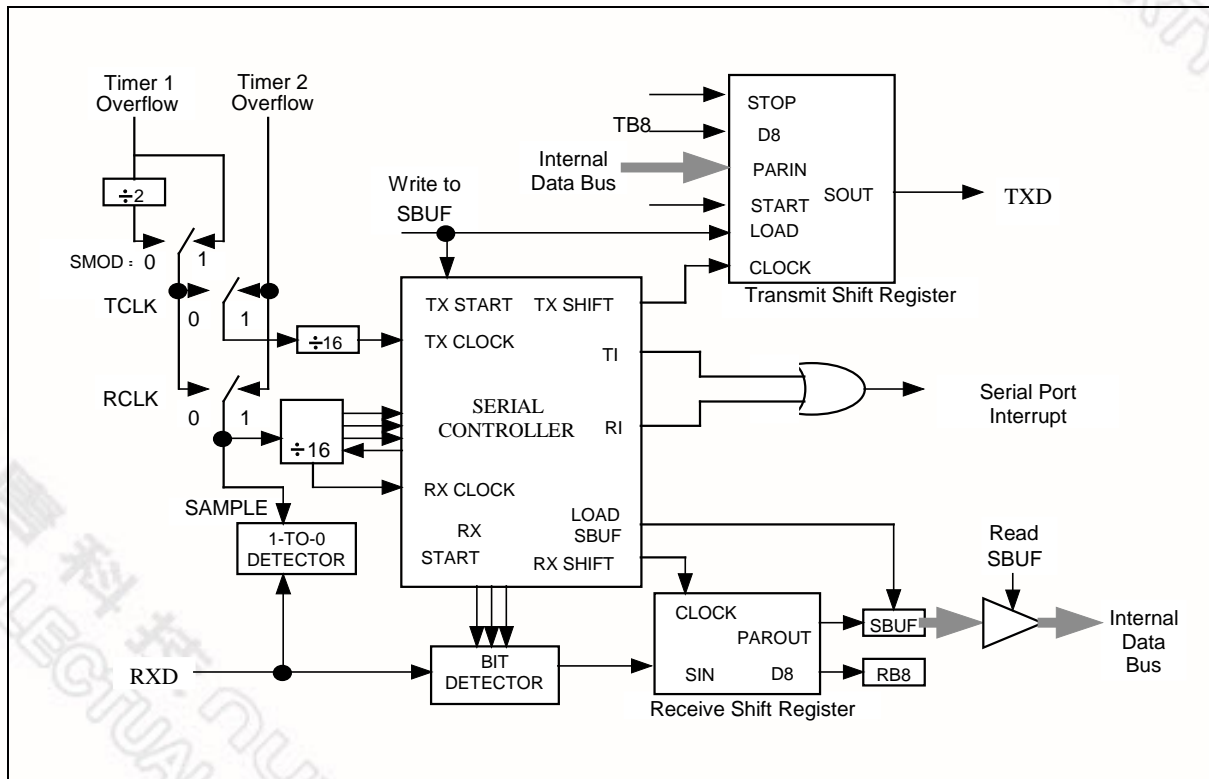 Timer 1
Overflow
Timer 2
Overflow
÷2
SMOD： 0 1
TCLK
0 1
÷16
RCLK
0 1
÷16
SAMPLE
1-TO-0
DETECTOR
RXD
Write to
SBUF
TX START
TX SHIFT
TX CLOCK
TI
SERIAL
CONTROLLER
RI
RX CLOCK
LOAD
SBUF
RX
START
RX SHIFT
BIT
DETECTOR
TB8
Internal
Data Bus
STOP
D8
PARIN
SOUT
START
LOAD
CLOCK
Transmit Shift Register
TXD
Serial Port
Interrupt
CLOCK
PAROUT
SIN
D8
Receive Shift Register
SBUF
RB8
Read
SBUF
Internal
Data
Bus